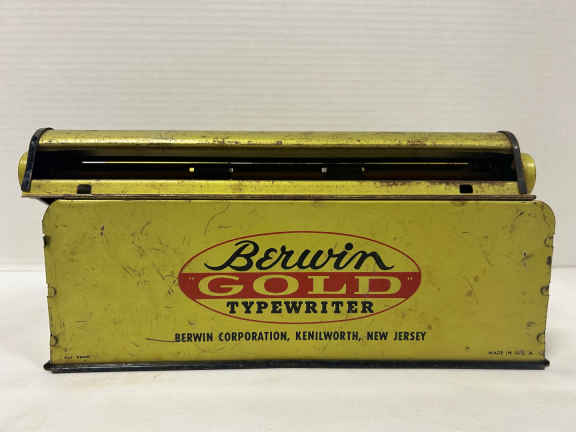 Berwin
"GOLD"
TYPEWRITER
BERWIN CORPORATION, KENILWORTH, NEW JERSEY
MADE IN U.S.A.